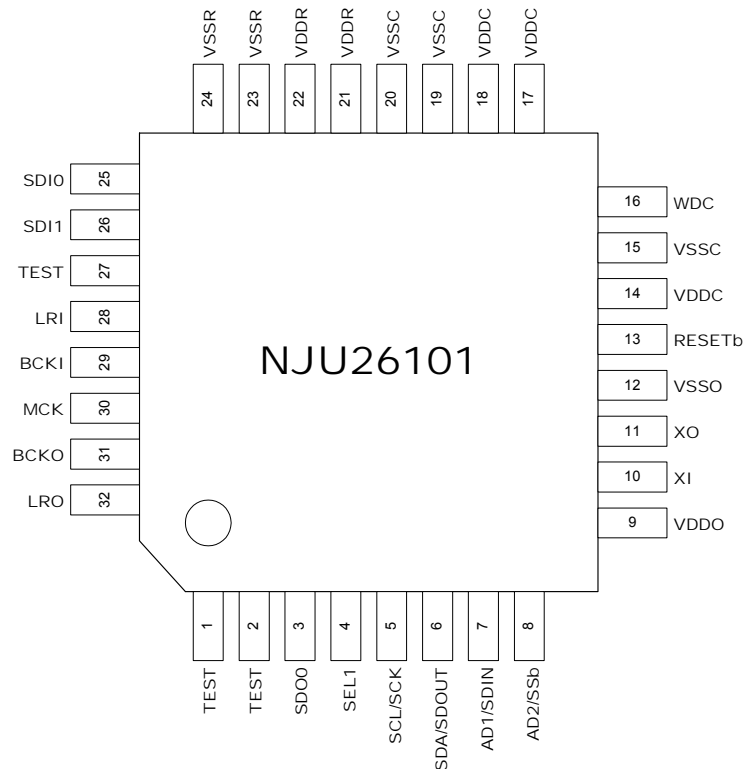 VSSR VSSR VDDR VDDR VSSC VSSC VDDC VDDC
24 23 22 21 20 19 18 17
SDI0 25
SDI1 26
TEST 27
LRI 28
BCKI 29
MCK 30
BCKO 31
LRO 32
NJU26101
16 WDC
15 VSSC
14 VDDC
13 RESETb
12 VSSO
11 XO
10 XI
9 VDDO
1 2 3 4 5 6 7 8
TEST TEST SDO0 SEL1 SCL/SCK SDA/SDOUT AD1/SDIN AD2/SSb